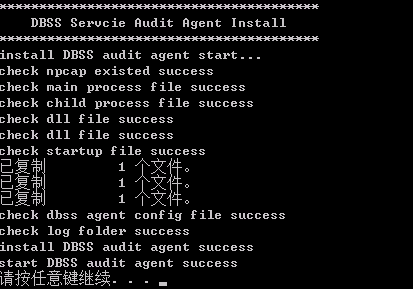 ****************************************
DBSS Servcie Audit Agent Install
****************************************
install DBSS audit agent start...
check npcap existed success
check main process file success
check child process file success
check dll file success
check dll file success
check startup file success
已复制         1 个文件。
已复制         1 个文件。
已复制         1 个文件。
check dbss agent config file success
check log folder success
install DBSS audit agent success
start DBSS audit agent success
请按任意键继续. . .